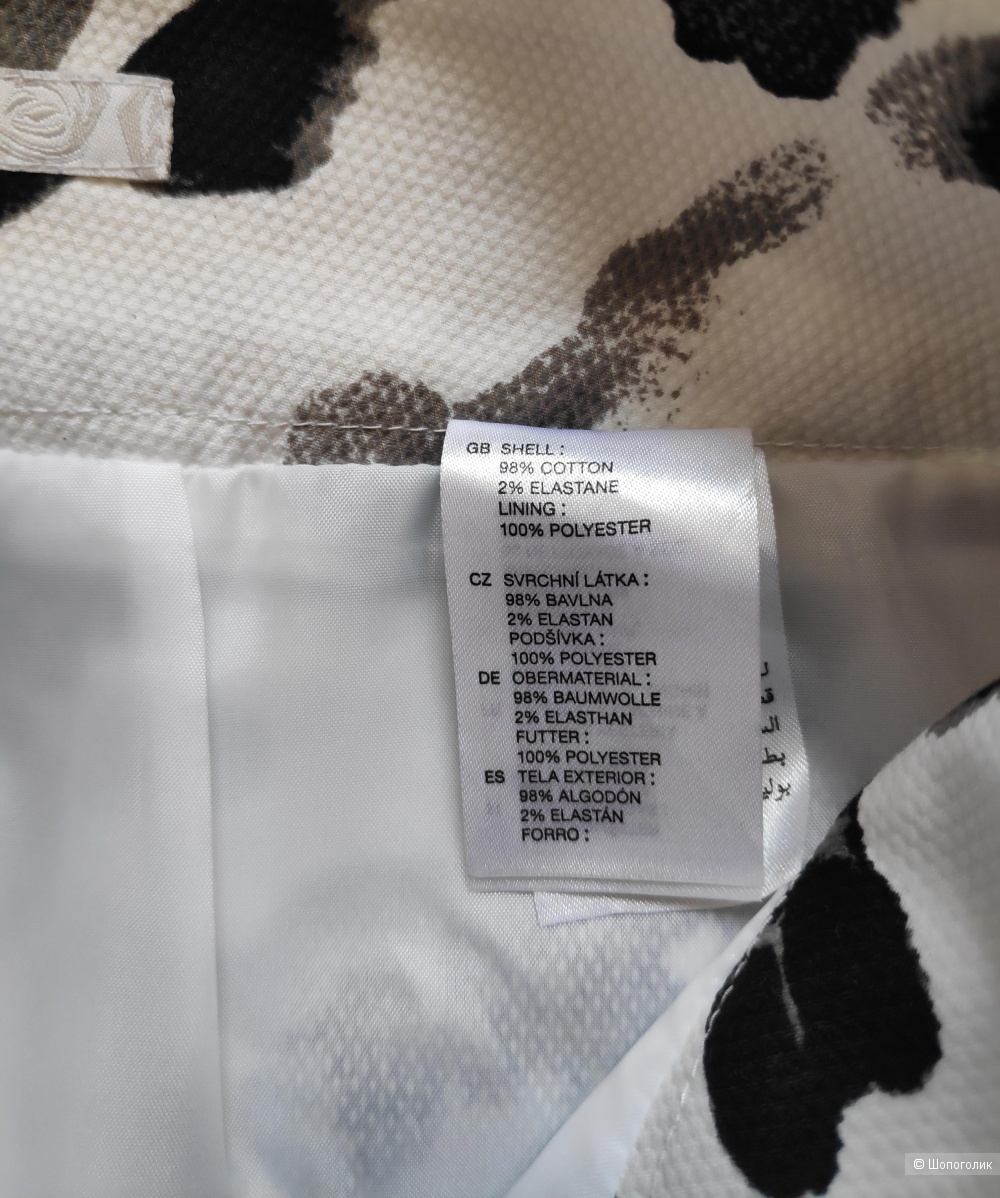 GB SHELL :
98% COTTON
2% ELASTANE
LINING :
100% POLYESTER
CZ SVRCHNÍ LÁTKA :
98% BAVLNA
2% ELASTAN
PODŠÍVKA :
100% POLYESTER
DE OBERMATERIAL :
98% BAUMWOLLE
2% ELASTHAN
FUTTER :
100% POLYESTER
ES TELA EXTERIOR :
98% ALGODÓN
2% ELASTÁN
FORRO :
© Шопоголик